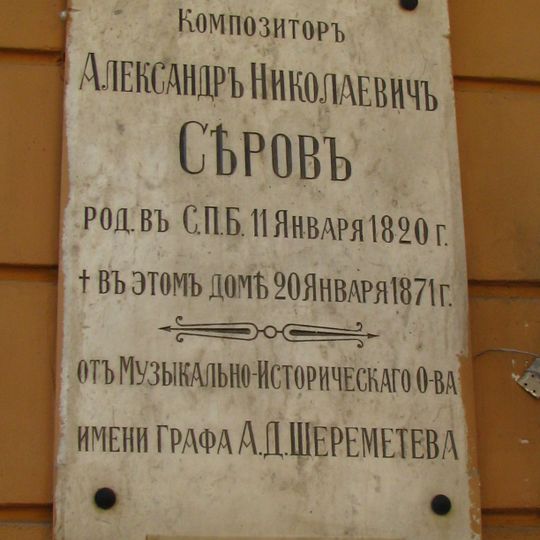 Композиторъ
Александръ Николаевичъ
Сѣровъ
род. въ С.П.Б. 11 Января 1820 г.
† въ этомъ домѣ 20 Января 1871 г.
отъ Музыкально-Историческаго О-ва
имени Графа А.Д.Шереметева